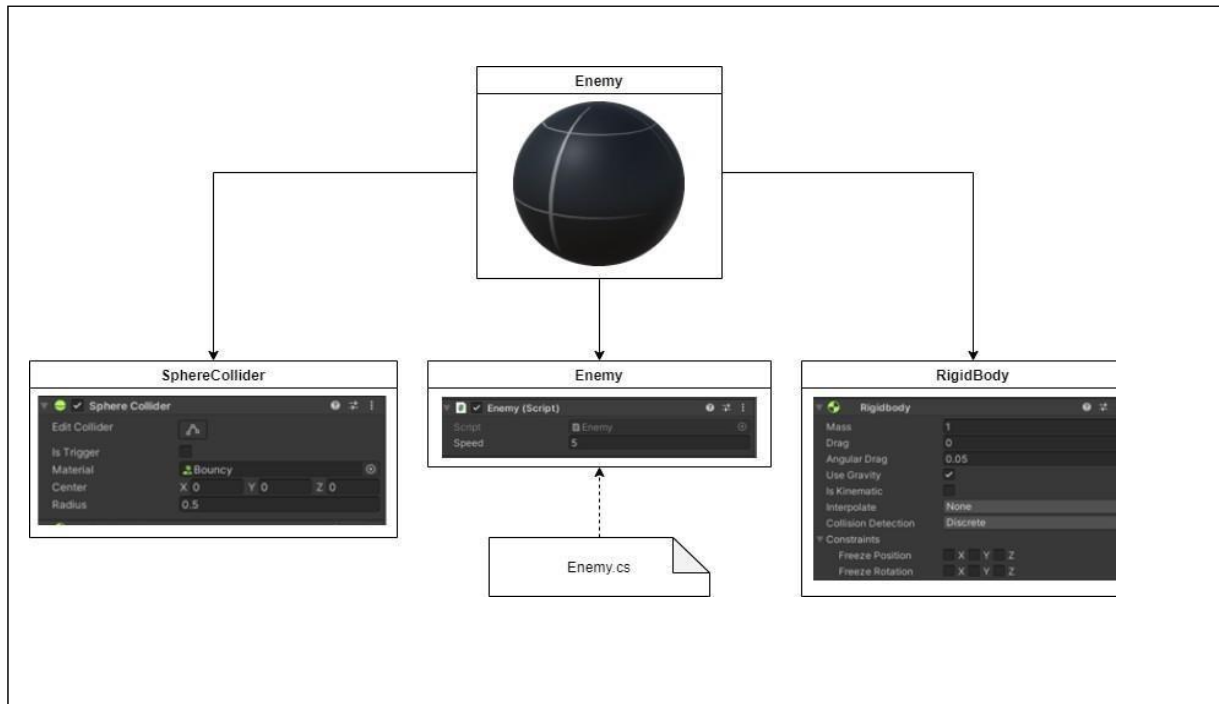 Enemy
SphereCollider
Sphere Collider
Edit Collider
Is Trigger
Material Bouncy
Center X 0 Y 0 Z 0
Radius 0.5
Enemy
Enemy (Script)
Script Enemy
Speed 5
Enemy.cs
RigidBody
Rigidbody
Mass 1
Drag 0
Angular Drag 0.05
Use Gravity
Is Kinematic
Interpolate None
Collision Detection Discrete
Constraints
Freeze Position X Y Z
Freeze Rotation X Y Z